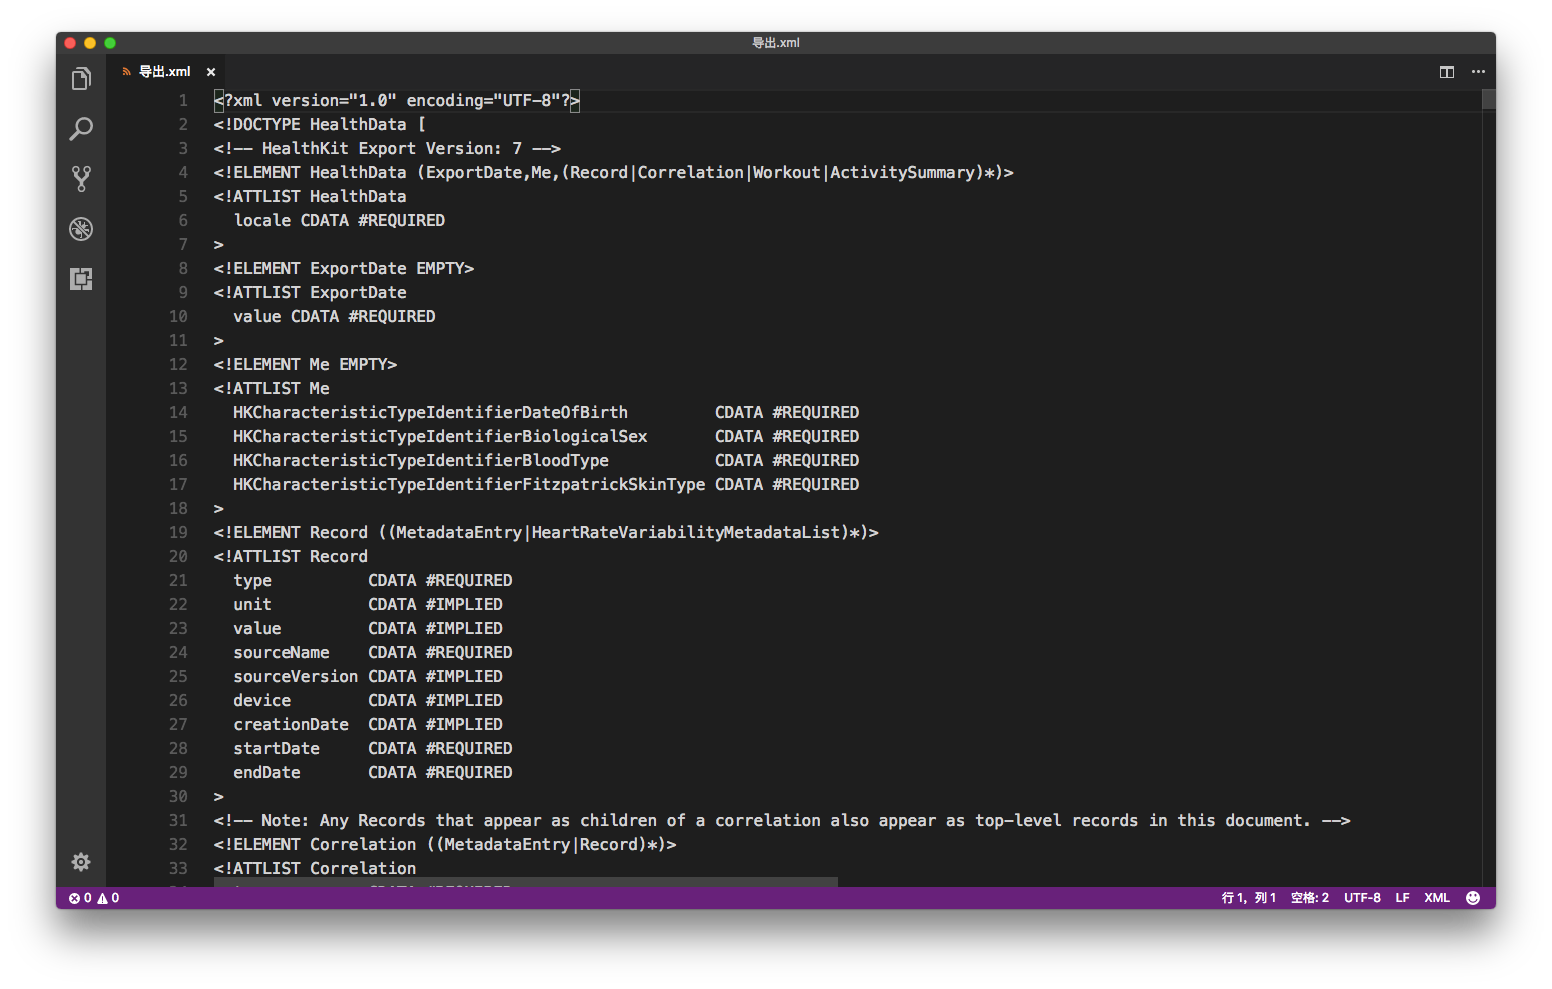 导出.xml
导出.xml ×
1 <?xml version="1.0" encoding="UTF-8"?>
2 <!DOCTYPE HealthData [
3 <!-- HealthKit Export Version: 7 -->
4 <!ELEMENT HealthData (ExportDate,Me,(Record|Correlation|Workout|ActivitySummary)*)>
5 <!ATTLIST HealthData
6   locale CDATA #REQUIRED
7 >
8 <!ELEMENT ExportDate EMPTY>
9 <!ATTLIST ExportDate
10   value CDATA #REQUIRED
11 >
12 <!ELEMENT Me EMPTY>
13 <!ATTLIST Me
14   HKCharacteristicTypeIdentifierDateOfBirth         CDATA #REQUIRED
15   HKCharacteristicTypeIdentifierBiologicalSex       CDATA #REQUIRED
16   HKCharacteristicTypeIdentifierBloodType           CDATA #REQUIRED
17   HKCharacteristicTypeIdentifierFitzpatrickSkinType CDATA #REQUIRED
18 >
19 <!ELEMENT Record ((MetadataEntry|HeartRateVariabilityMetadataList)*)>
20 <!ATTLIST Record
21   type          CDATA #REQUIRED
22   unit          CDATA #IMPLIED
23   value         CDATA #IMPLIED
24   sourceName    CDATA #REQUIRED
25   sourceVersion CDATA #IMPLIED
26   device        CDATA #IMPLIED
27   creationDate  CDATA #IMPLIED
28   startDate     CDATA #REQUIRED
29   endDate       CDATA #REQUIRED
30 >
31 <!-- Note: Any Records that appear as children of a correlation also appear as top-level records in this document. -->
32 <!ELEMENT Correlation ((MetadataEntry|Record)*)>
33 <!ATTLIST Correlation
0 0 行 1，列 1 空格: 2 UTF-8 LF XML